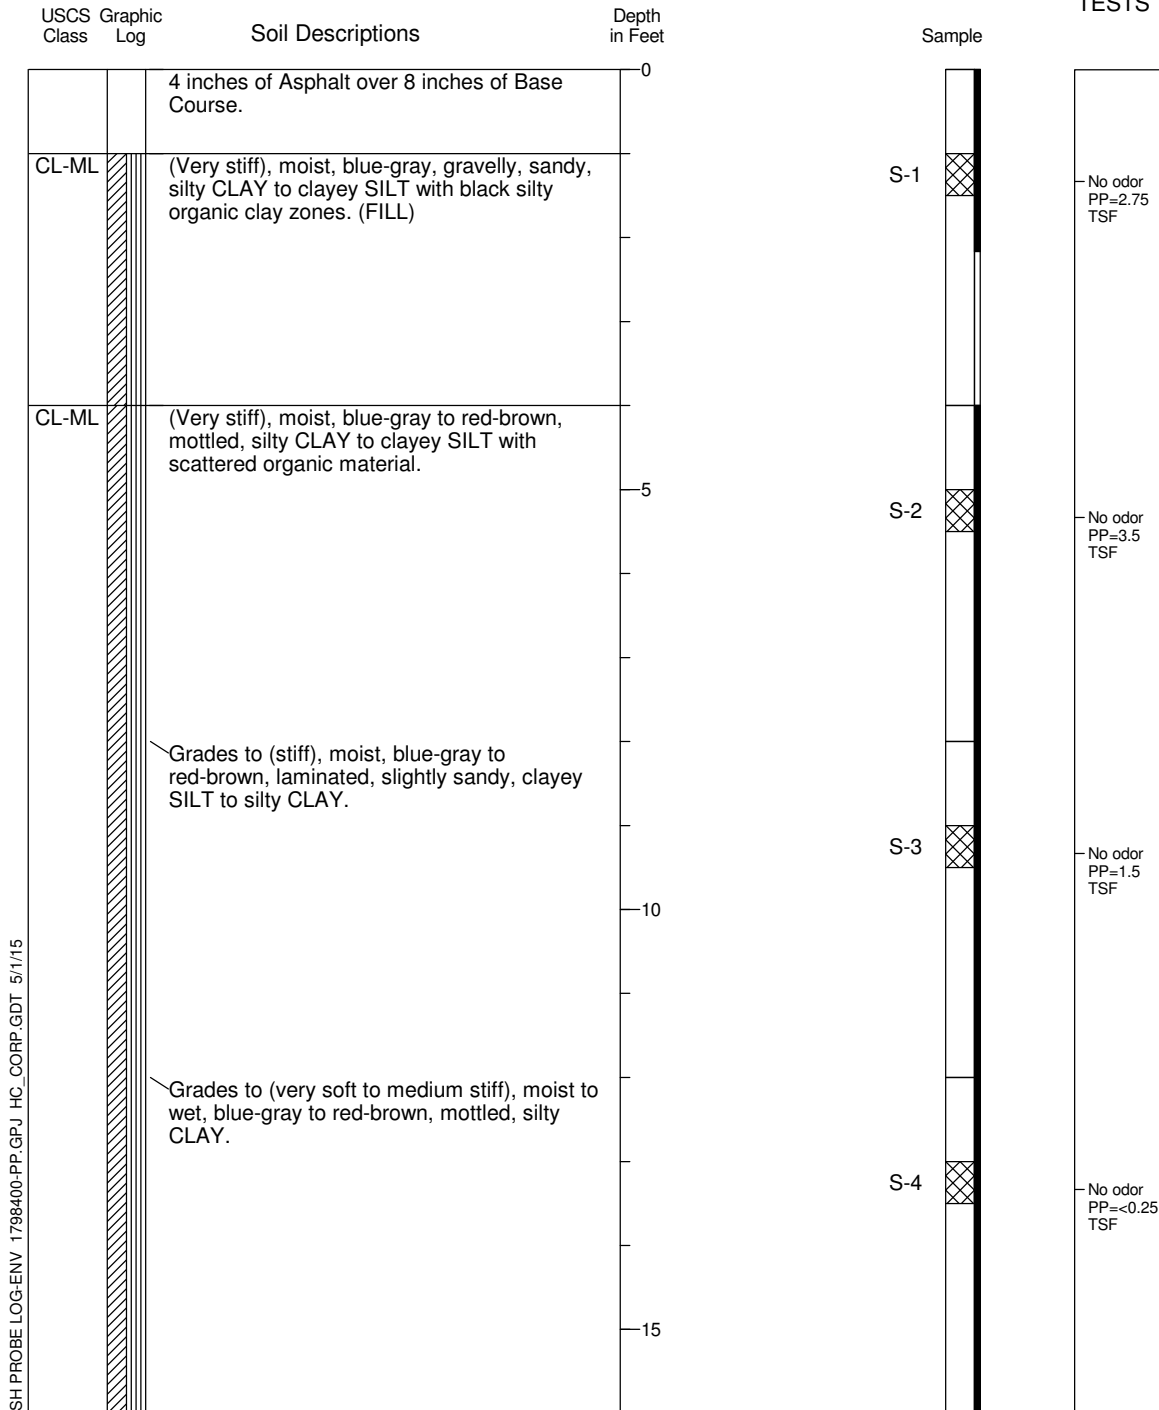 TESTS
USCS Graphic
Class Log
Soil Descriptions
Depth
in Feet
Sample
0
4 inches of Asphalt over 8 inches of Base
Course.
CL-ML
(Very stiff), moist, blue-gray, gravelly, sandy,
silty CLAY to clayey SILT with black silty
organic clay zones. (FILL)
S-1
No odor
PP=2.75
TSF
CL-ML
(Very stiff), moist, blue-gray to red-brown,
mottled, silty CLAY to clayey SILT with
scattered organic material.
5
S-2
No odor
PP=3.5
TSF
Grades to (stiff), moist, blue-gray to
red-brown, laminated, slightly sandy, clayey
SILT to silty CLAY.
S-3
No odor
PP=1.5
TSF
10
Grades to (very soft to medium stiff), moist to
wet, blue-gray to red-brown, mottled, silty
CLAY.
S-4
No odor
PP=<0.25
TSF
15
SH PROBE LOG-ENV 1798400-PP.GPJ HC_CORP.GDT 5/1/15